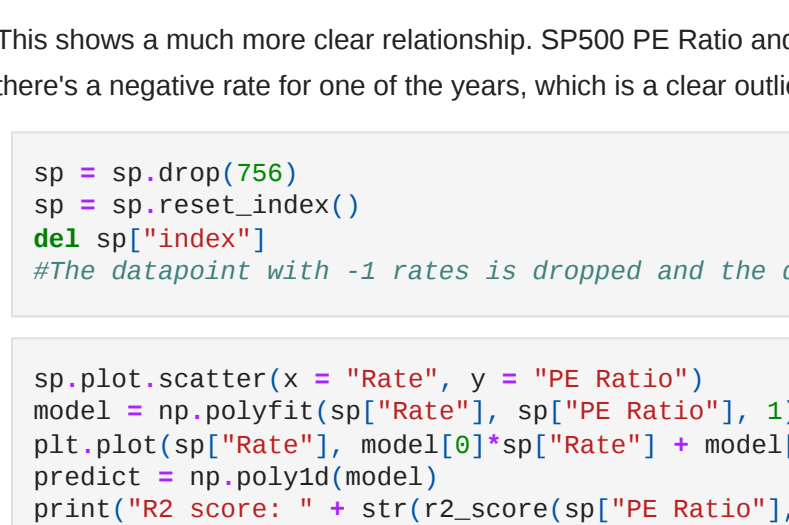 This shows a much more clear relationship. SP500 PE Ratio and
there's a negative rate for one of the years, which is a clear
sp = sp.drop(756)
sp = sp.reset_index()
del sp["index"]
#The datapoint with -1 rates is dropped and the
sp.plot.scatter(x = "Rate", y = "PE Ratio")
model = np.polyfit(sp["Rate"], sp["PE Ratio"], 1)
plt.plot(sp["Rate"], model[0]*sp["Rate"] + model[
predict = np.poly1d(model)
print("R2 score: " + str(r2_score(sp["PE Ratio"],